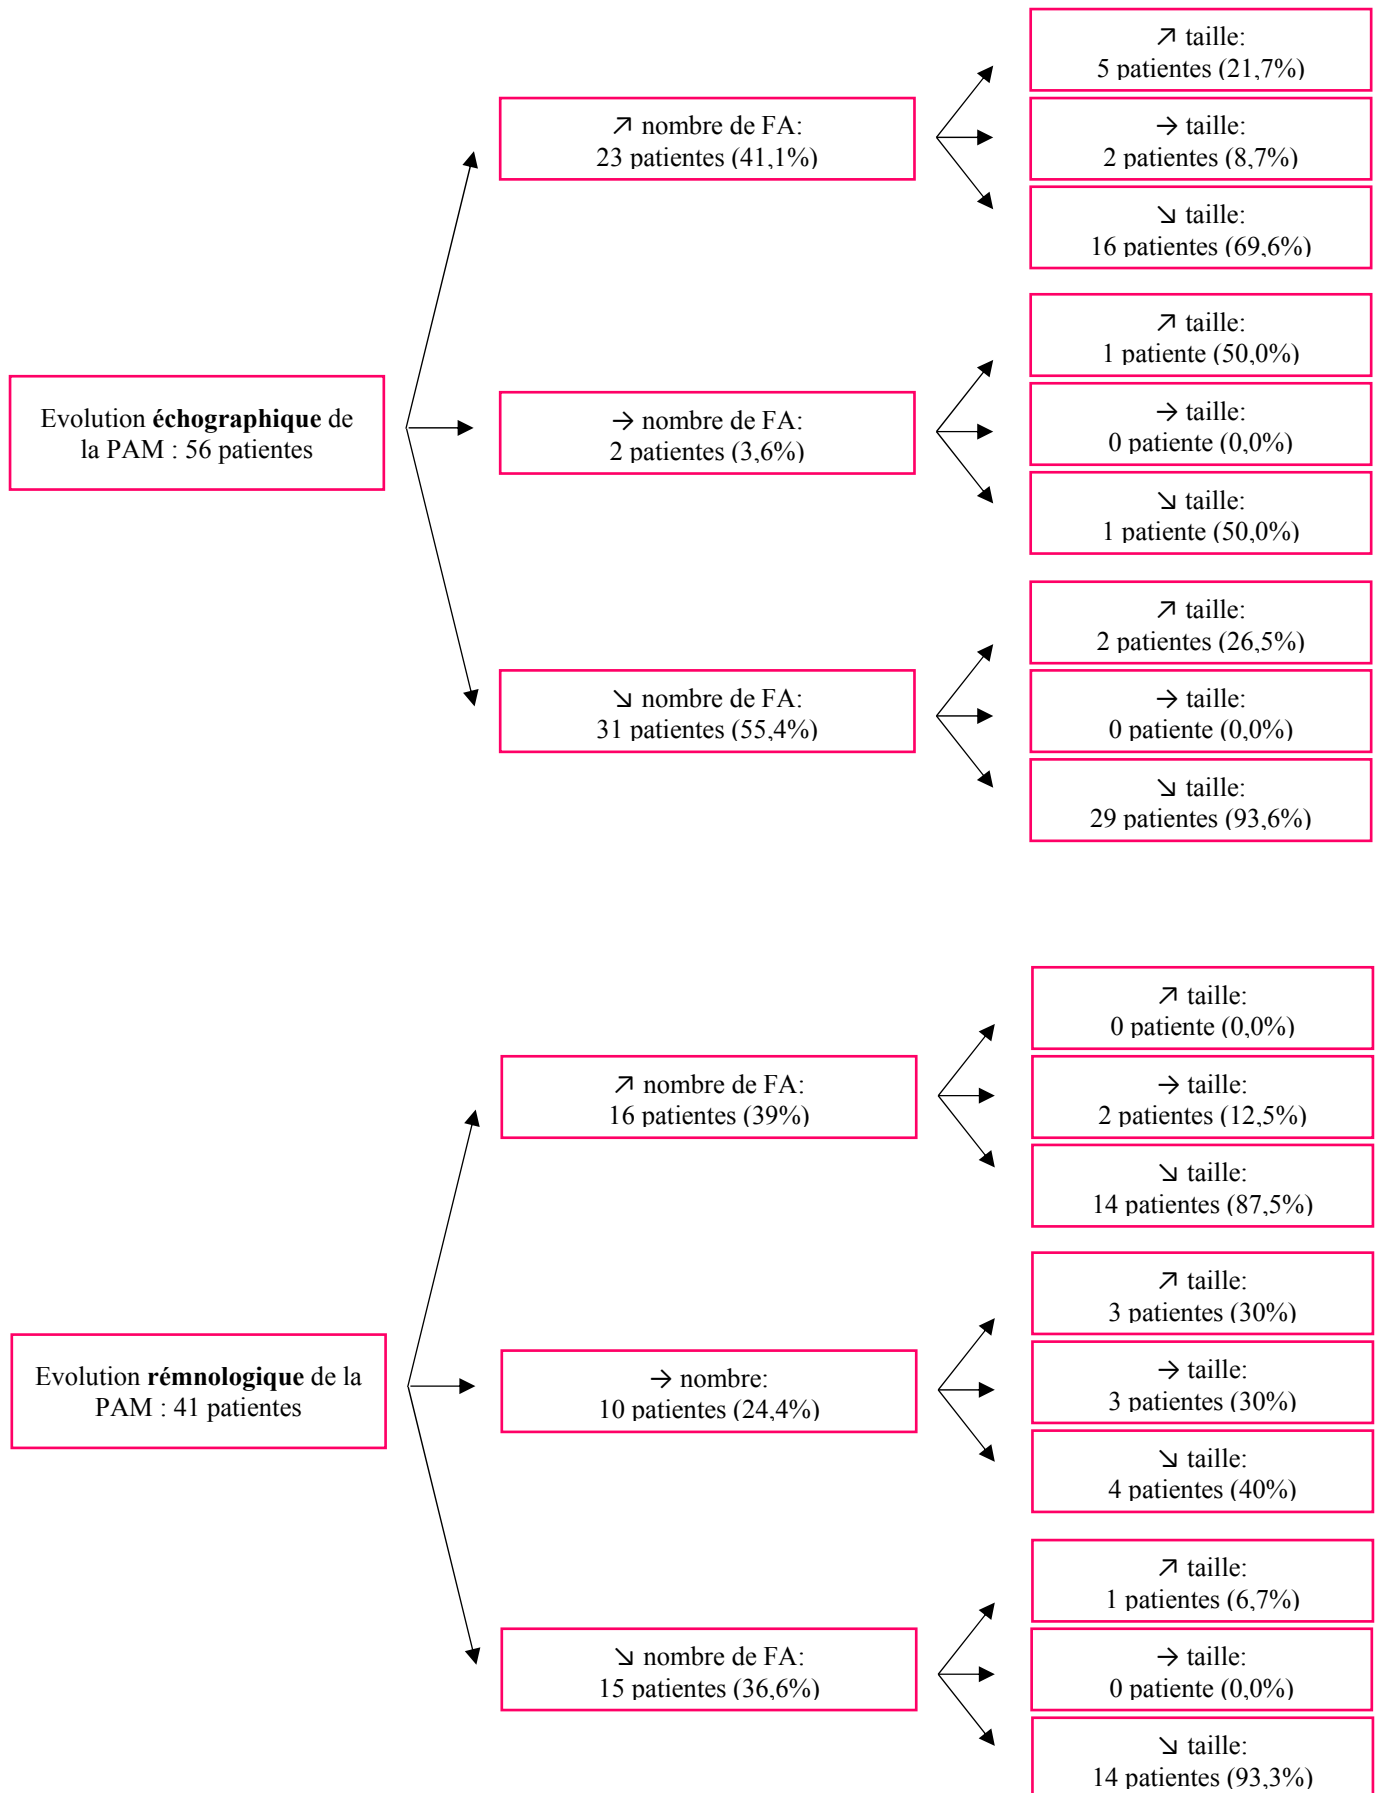 ↗ taille:
5 patientes (21,7%)
↗ nombre de FA:
23 patientes (41,1%)
→ taille:
2 patientes (8,7%)
↘ taille:
16 patientes (69,6%)
↗ taille:
1 patiente (50,0%)
Evolution échographique de
la PAM : 56 patientes
→ nombre de FA:
2 patientes (3,6%)
→ taille:
0 patiente (0,0%)
↘ taille:
1 patiente (50,0%)
↗ taille:
2 patientes (26,5%)
↘ nombre de FA:
31 patientes (55,4%)
→ taille:
0 patiente (0,0%)
↘ taille:
29 patientes (93,6%)
↗ taille:
0 patiente (0,0%)
↗ nombre de FA:
16 patientes (39%)
→ taille:
2 patientes (12,5%)
↘ taille:
14 patientes (87,5%)
↗ taille:
3 patientes (30%)
Evolution rémnologique de la
PAM : 41 patientes
→ nombre:
10 patientes (24,4%)
→ taille:
3 patientes (30%)
↘ taille:
4 patientes (40%)
↗ taille:
1 patientes (6,7%)
↘ nombre de FA:
15 patientes (36,6%)
→ taille:
0 patiente (0,0%)
↘ taille:
14 patientes (93,3%)